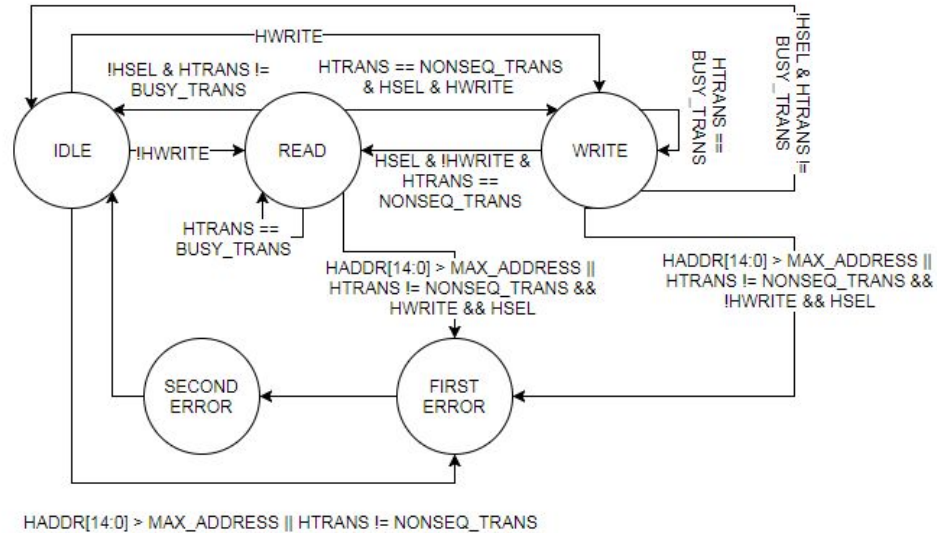 HWRITE
!HSEL & HTRANS !=
BUSY_TRANS
HTRANS == NONSEQ_TRANS
& HSEL & HWRITE
HTRANS ==
BUSY_TRANS
!HSEL & HTRANS !=
BUSY_TRANS
IDLE
!HWRITE
READ
HSEL & !HWRITE &
HTRANS ==
NONSEQ_TRANS
WRITE
HTRANS ==
BUSY_TRANS
HADDR[14:0] > MAX_ADDRESS ||
HTRANS != NONSEQ_TRANS &&
HWRITE && HSEL
HADDR[14:0] > MAX_ADDRESS ||
HTRANS != NONSEQ_TRANS &&
!HWRITE && HSEL
SECOND
ERROR
FIRST
ERROR
HADDR[14:0] > MAX_ADDRESS || HTRANS != NONSEQ_TRANS